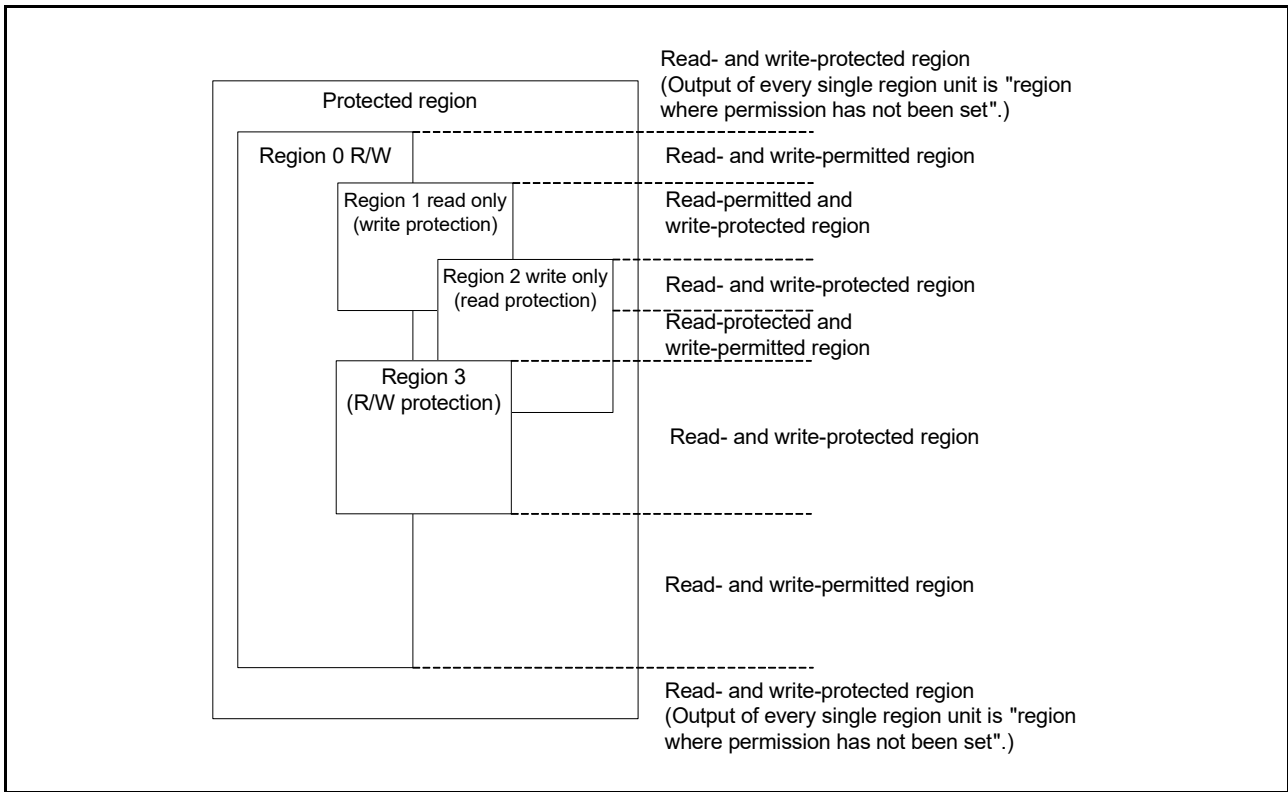 Read- and write-protected region
(Output of every single region unit is "region
where permission has not been set".)
Protected region
Region 0 R/W
Read- and write-permitted region
Region 1 read only
(write protection)
Read-permitted and
write-protected region
Region 2 write only
(read protection)
Read- and write-protected region
Read-protected and
write-permitted region
Region 3
(R/W protection)
Read- and write-protected region
Read- and write-permitted region
Read- and write-protected region
(Output of every single region unit is "region
where permission has not been set".)